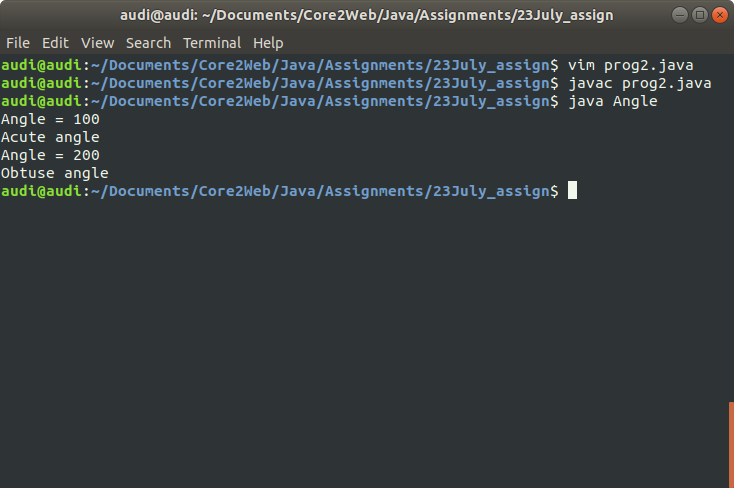 audi@audi: ~/Documents/Core2Web/Java/Assignments/23July_assign
File Edit View Search Terminal Help
audi@audi:~/Documents/Core2Web/Java/Assignments/23July_assign$ vim prog2.java
audi@audi:~/Documents/Core2Web/Java/Assignments/23July_assign$ javac prog2.java
audi@audi:~/Documents/Core2Web/Java/Assignments/23July_assign$ java Angle
Angle = 100
Acute angle
Angle = 200
Obtuse angle
audi@audi:~/Documents/Core2Web/Java/Assignments/23July_assign$